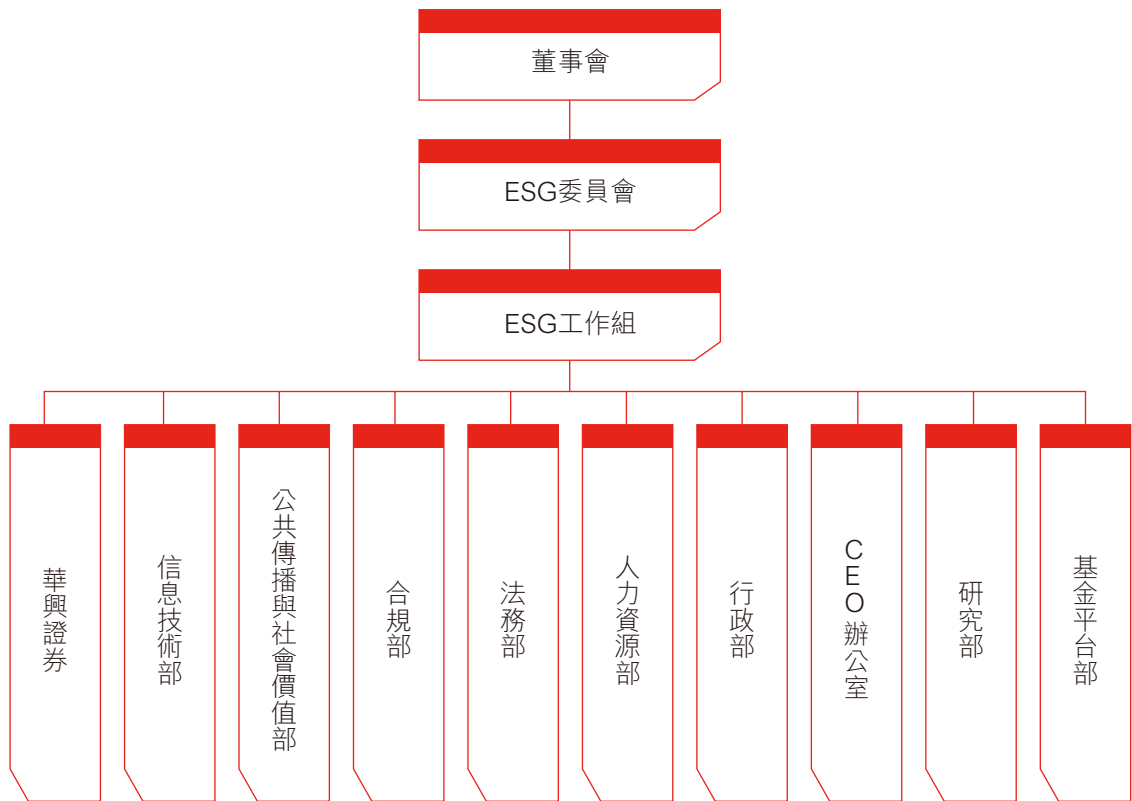 董事會
ESG委員會
ESG工作組
華興證券
信息技術部
公共傳播與社會價值部
合規部
法務部
人力資源部
行政部
CEO辦公室
研究部
基金平台部